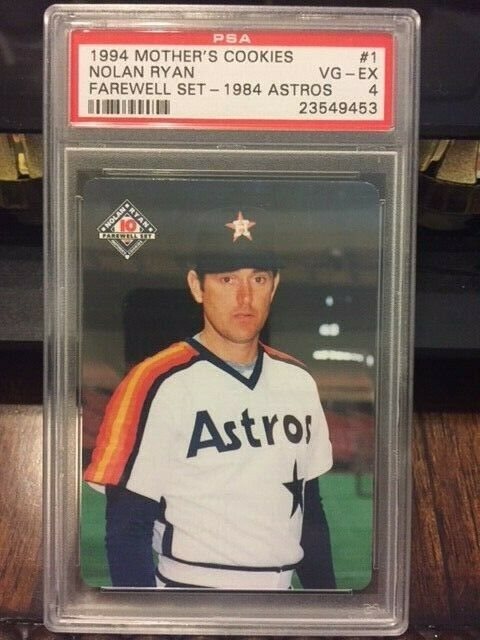 PSA
1994 MOTHER'S COOKIES #1
NOLAN RYAN VG-EX
FAREWELL SET-1984 ASTROS 4
23549453
NOLAN RYAN
10
FAREWELL SET
H
Astros